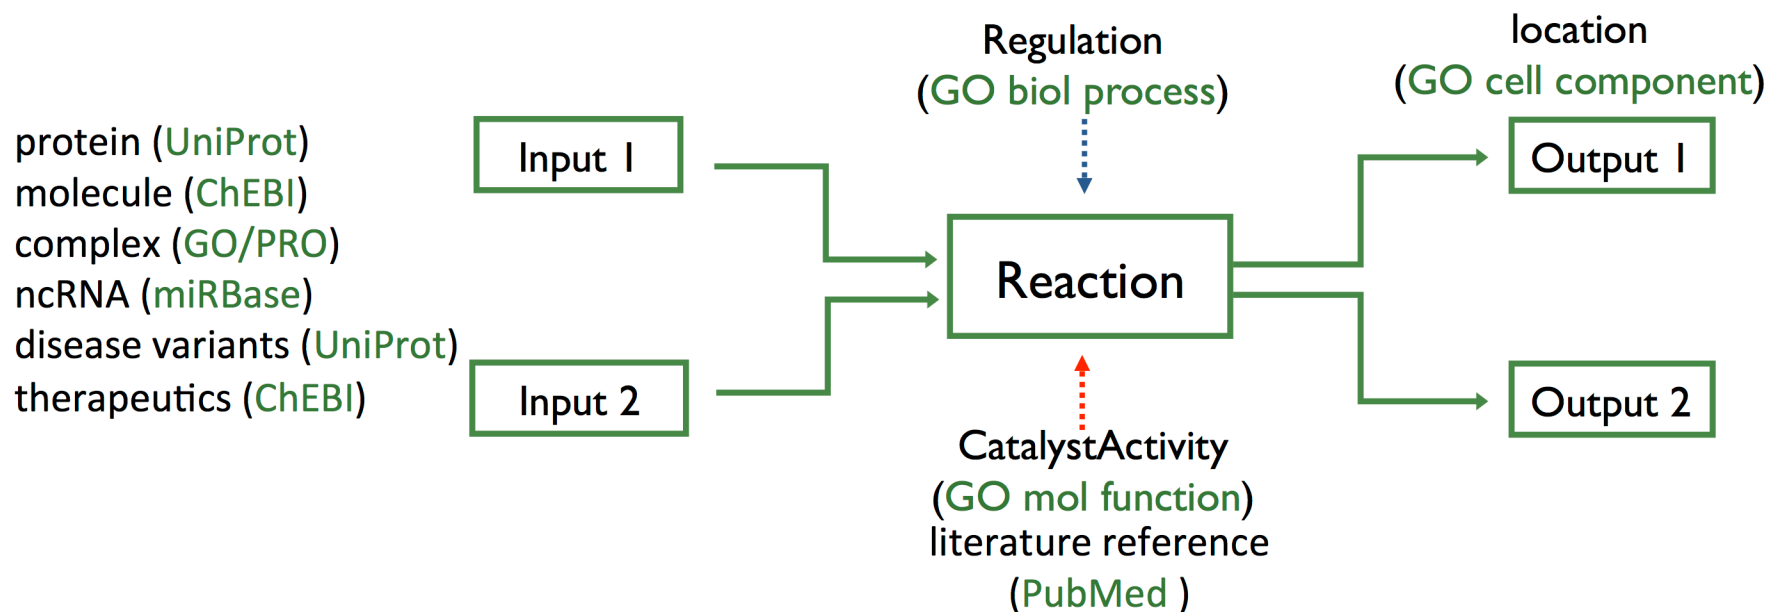 protein (UniProt)
molecule (ChEBI)
complex (GO/PRO)
ncRNA (miRBase)
disease variants (UniProt)
therapeutics (ChEBI)
Input 1
Input 2
Regulation
(GO biol process)
Reaction
CatalystActivity
(GO mol function)
literature reference
(PubMed )
location
(GO cell component)
Output 1
Output 2